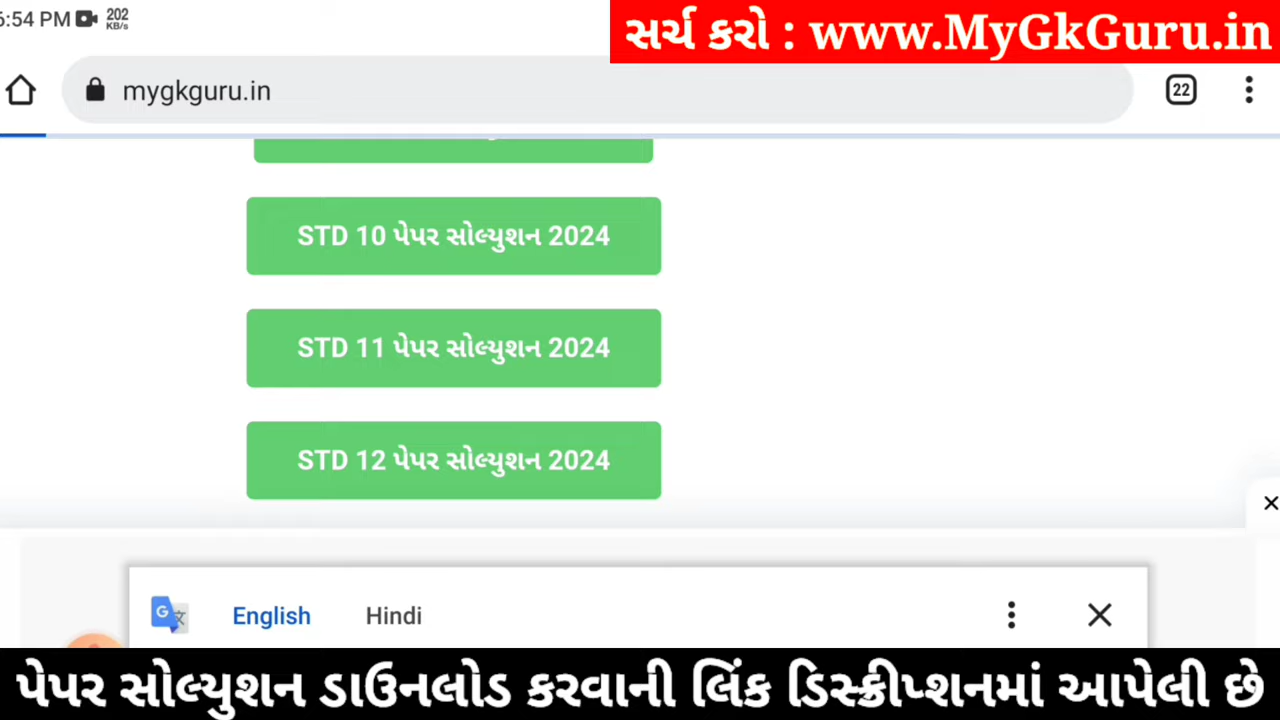 6:54 PM 202 KB/s
સર્ચ કરો : www.MyGkGuru.in
mygkguru.in
22
STD 10 પેપર સોલ્યુશન 2024
STD 11 પેપર સોલ્યુશન 2024
STD 12 પેપર સોલ્યુશન 2024
English Hindi
પેપર સોલ્યુશન ડાઉનલોડ કરવાની લિંક ડિસ્ક્રીપ્શનમાં આપેલી છે